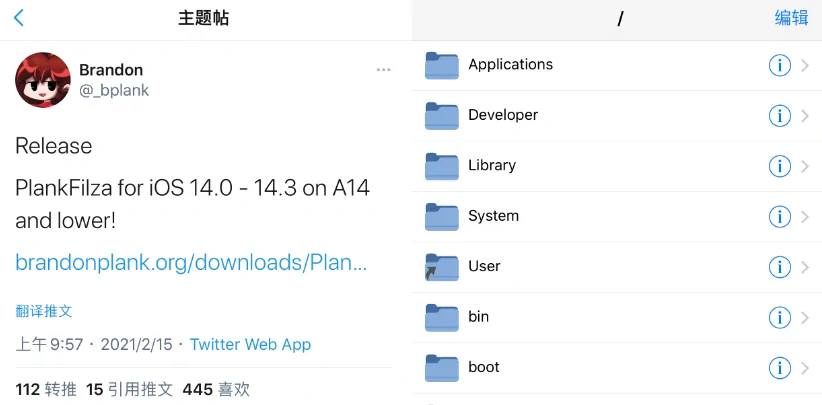 主题帖
Brandon
@_bplank
Release
PlankFilza for iOS 14.0 - 14.3 on A14
and lower!
brandonplank.org/downloads/Plan...
翻译推文
上午 9:57 · 2021/2/15 · Twitter Web App
112 转推 15 引用推文 445 喜欢
/
编辑
Applications
Developer
Library
System
User
bin
boot